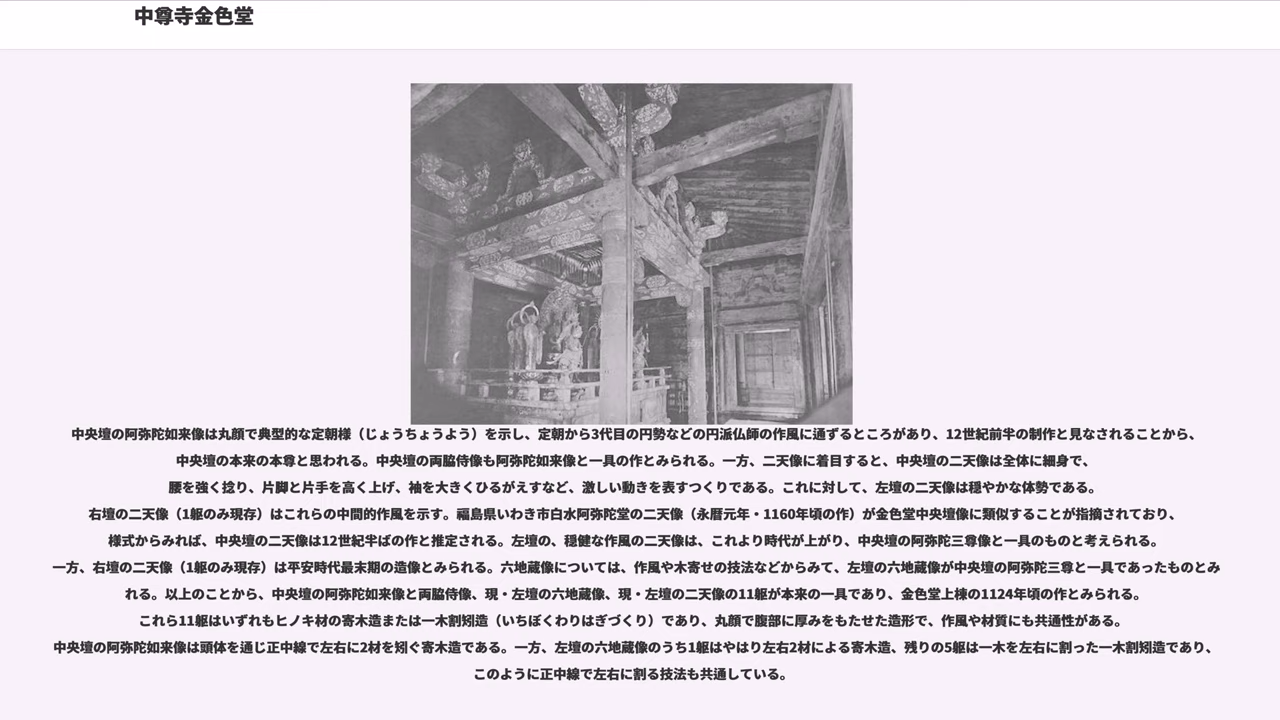 中尊寺金色堂
中央壇の阿弥陀如来像は丸顔で典型的な定朝様（じょうちょうよう）を示し、定朝から3代目の円勢などの円派仏師の作風に通ずるところがあり、12世紀前半の制作と見なされることから、
中央壇の本来の本尊と思われる。中央壇の両脇侍像も阿弥陀如来像と一具の作とみられる。一方、二天像に着目すると、中央壇の二天像は全体に細身で、
腰を強く捻り、片脚と片手を高く上げ、袖を大きくひるがえすなど、激しい動きを表すつくりである。これに対して、左壇の二天像は穏やかな体勢である。
右壇の二天像（1躯のみ現存）はこれらの中間的作風を示す。福島県いわき市白水阿弥陀堂の二天像（永暦元年・1160年頃の作）が金色堂中央壇像に類似することが指摘されており、
様式からみれば、中央壇の二天像は12世紀半ばの作と推定される。左壇の、穏健な作風の二天像は、これより時代が上がり、中央壇の阿弥陀三尊像と一具のものと考えられる。
一方、右壇の二天像（1躯のみ現存）は平安時代最末期の造像とみられる。六地蔵像については、作風や木寄せの技法などからみて、左壇の六地蔵像が中央壇の阿弥陀三尊と一具であったものとみ
れる。以上のことから、中央壇の阿弥陀如来像と両脇侍像、現・左壇の六地蔵像、現・左壇の二天像の11躯が本来の一具であり、金色堂上棟の1124年頃の作とみられる。
これら11躯はいずれもヒノキ材の寄木造または一木割矧造（いちぼくわりはぎづくり）であり、丸顔で腹部に厚みをもたせた造形で、作風や材質にも共通性がある。
中央壇の阿弥陀如来像は頭体を通じ正中線で左右に2材を矧ぐ寄木造である。一方、左壇の六地蔵像のうち1躯はやはり左右2材による寄木造、残りの5躯は一木を左右に割った一木割矧造であり、
このように正中線で左右に割る技法も共通している。